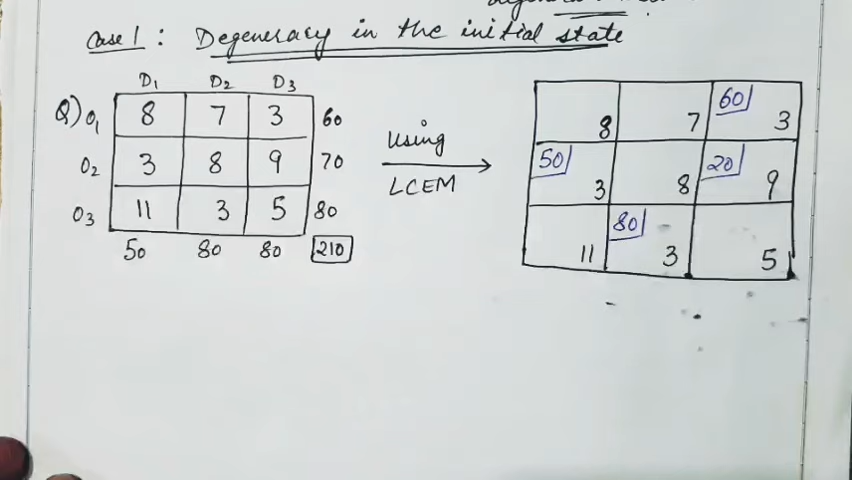 Case 1 : Degeneracy in the initial state
D1 D2 D3
Q) O1 8 7 3 60
O2 3 8 9 70
O3 11 3 5 80
50 80 80 210
Using
LCEM
60
8 7 3
50 20
3 8 9
80
11 3 5